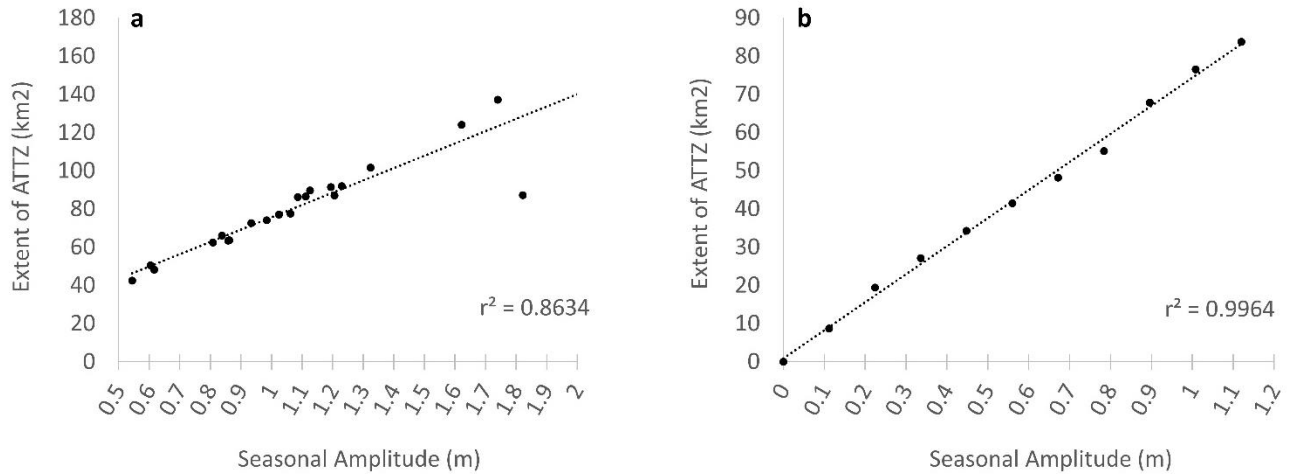 a
180
160
140
120
100
80
60
40
20
0
Extent of ATTZ (km2)
r² = 0.8634
0.5 0.6 0.7 0.8 0.9 1 1.1 1.2 1.3 1.4 1.5 1.6 1.7 1.8 1.9 2
Seasonal Amplitude (m)
b
90
80
70
60
50
40
30
20
10
0
Extent of ATTZ (km2)
r² = 0.9964
0 0.1 0.2 0.3 0.4 0.5 0.6 0.7 0.8 0.9 1 1.1 1.2
Seasonal Amplitude (m)